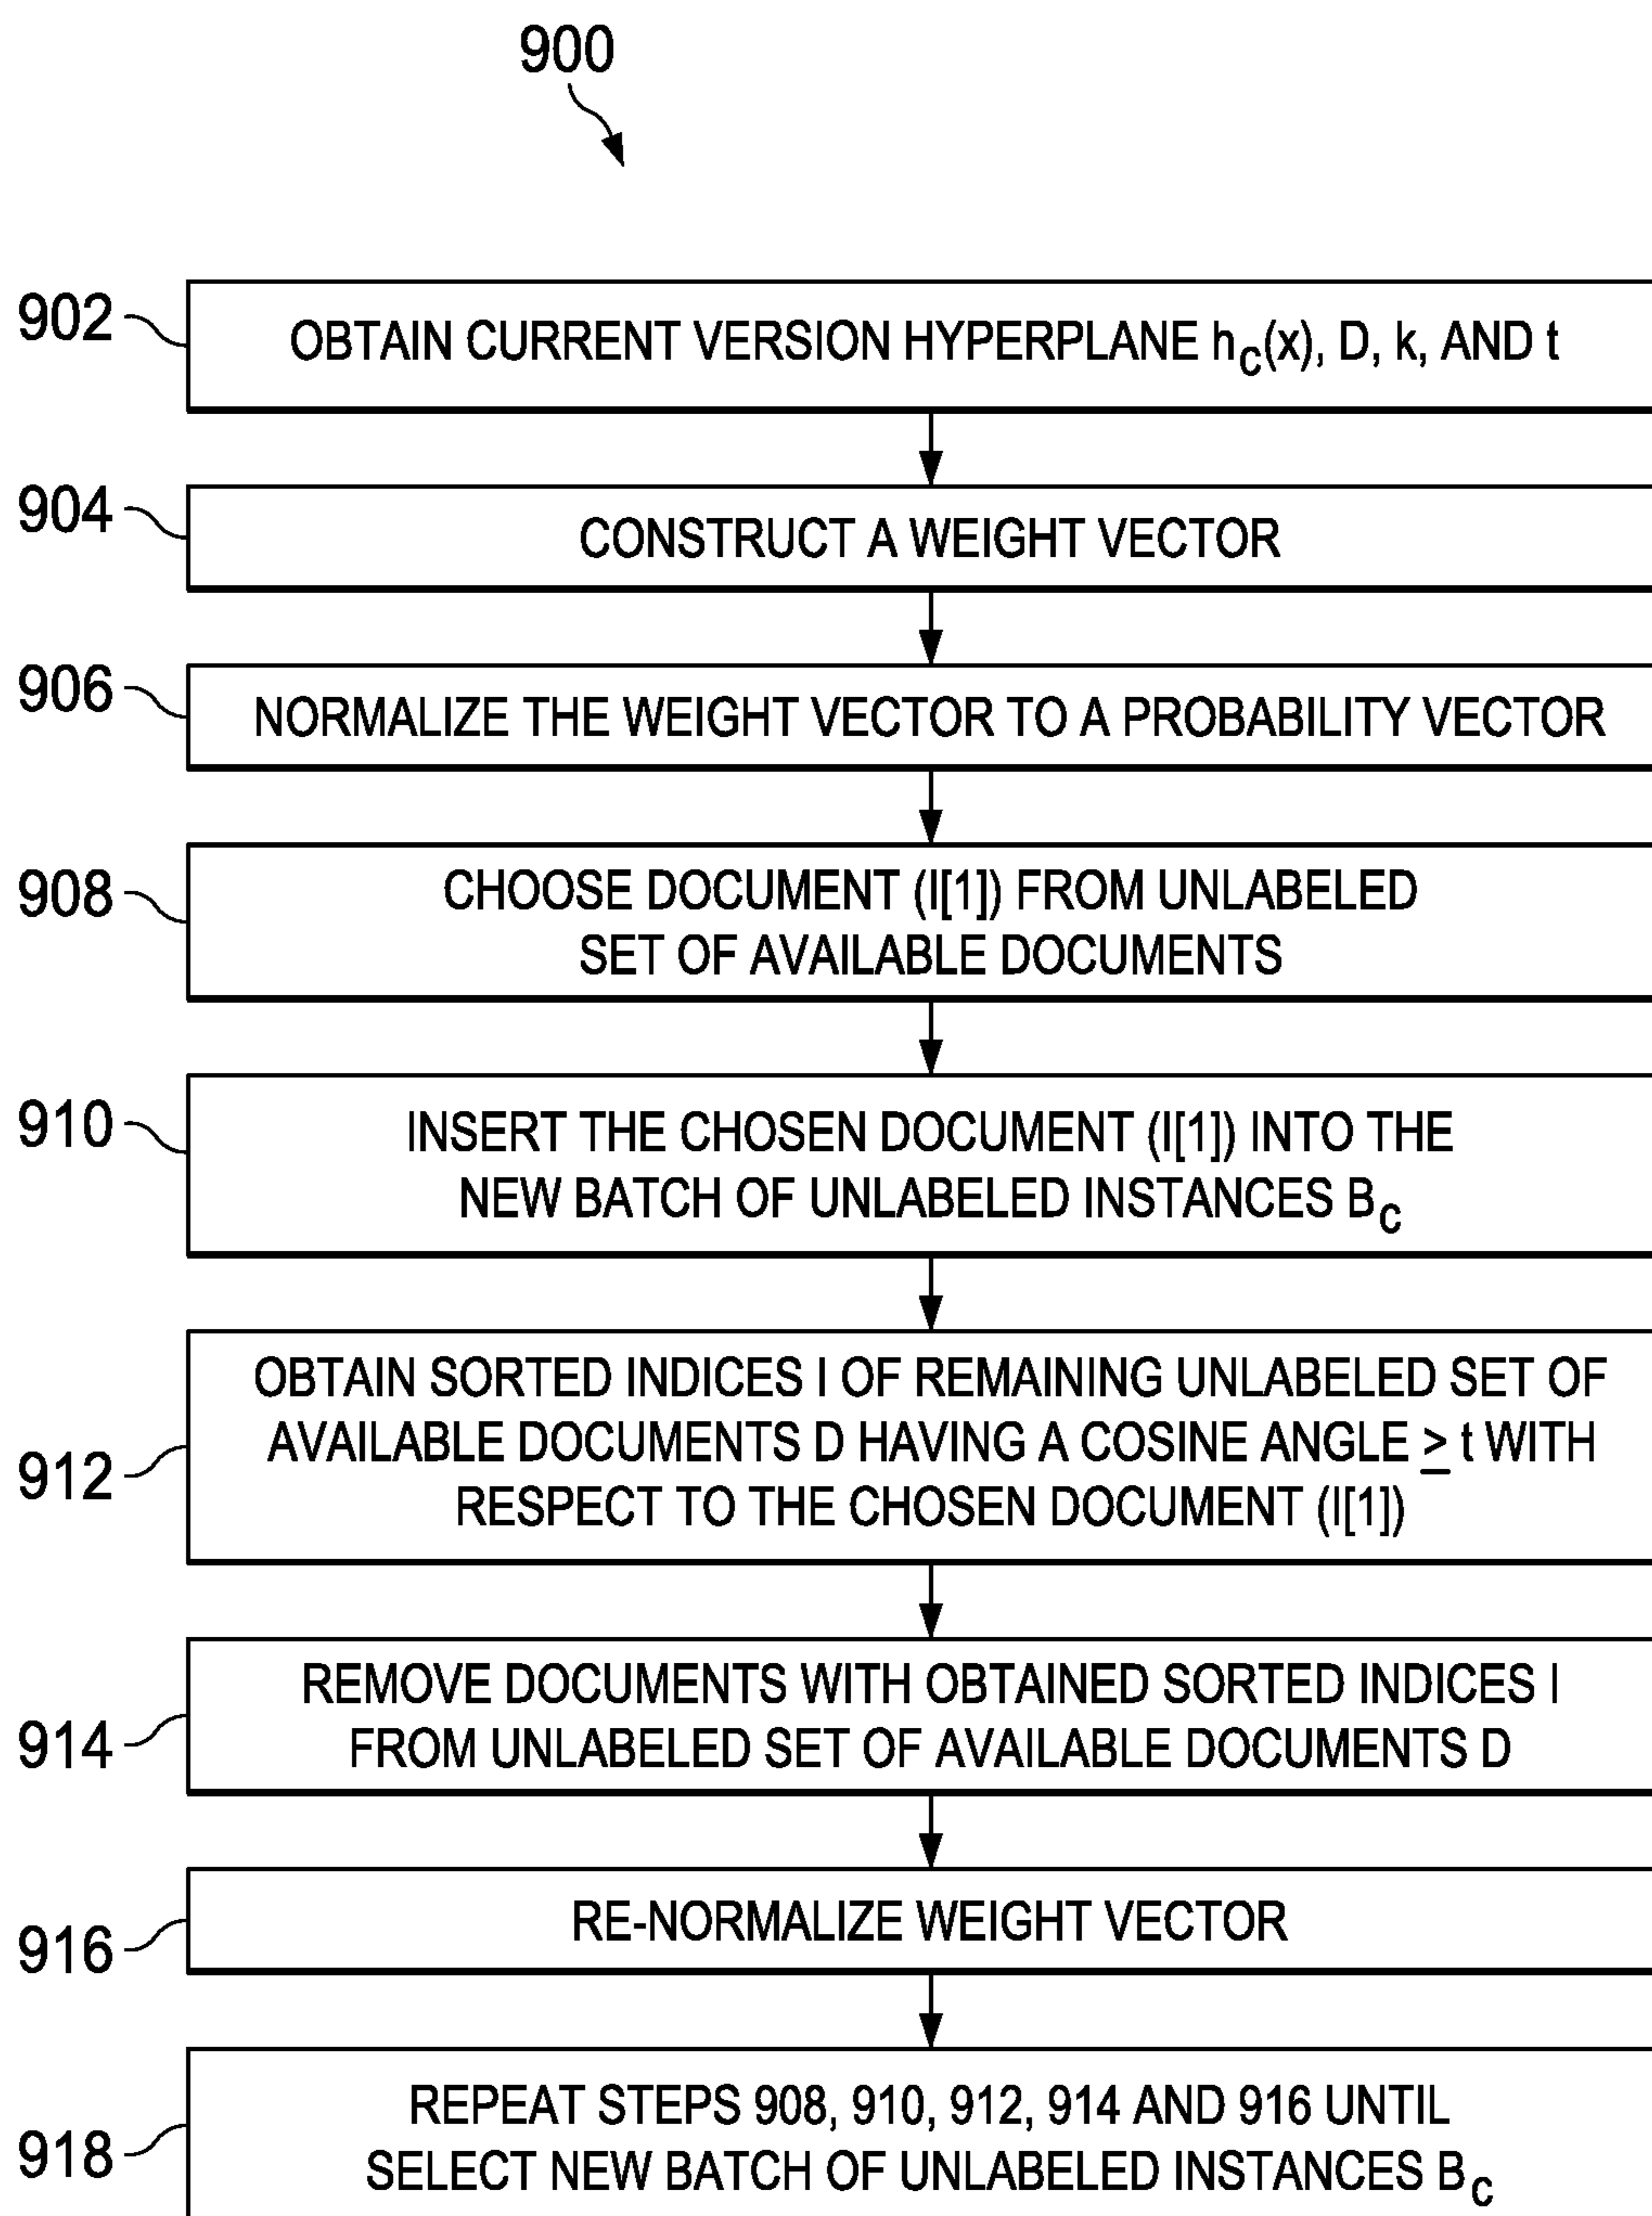 900
902
OBTAIN CURRENT VERSION HYPERPLANE hc(x), D, k, AND t
904
CONSTRUCT A WEIGHT VECTOR
906
NORMALIZE THE WEIGHT VECTOR TO A PROBABILITY VECTOR
908
CHOOSE DOCUMENT (I[1]) FROM UNLABELED
SET OF AVAILABLE DOCUMENTS
910
INSERT THE CHOSEN DOCUMENT (I[1]) INTO THE
NEW BATCH OF UNLABELED INSTANCES Bc
912
OBTAIN SORTED INDICES I OF REMAINING UNLABELED SET OF
AVAILABLE DOCUMENTS D HAVING A COSINE ANGLE ≥ t WITH
RESPECT TO THE CHOSEN DOCUMENT (I[1])
914
REMOVE DOCUMENTS WITH OBTAINED SORTED INDICES I
FROM UNLABELED SET OF AVAILABLE DOCUMENTS D
916
RE-NORMALIZE WEIGHT VECTOR
918
REPEAT STEPS 908, 910, 912, 914 AND 916 UNTIL
SELECT NEW BATCH OF UNLABELED INSTANCES Bc